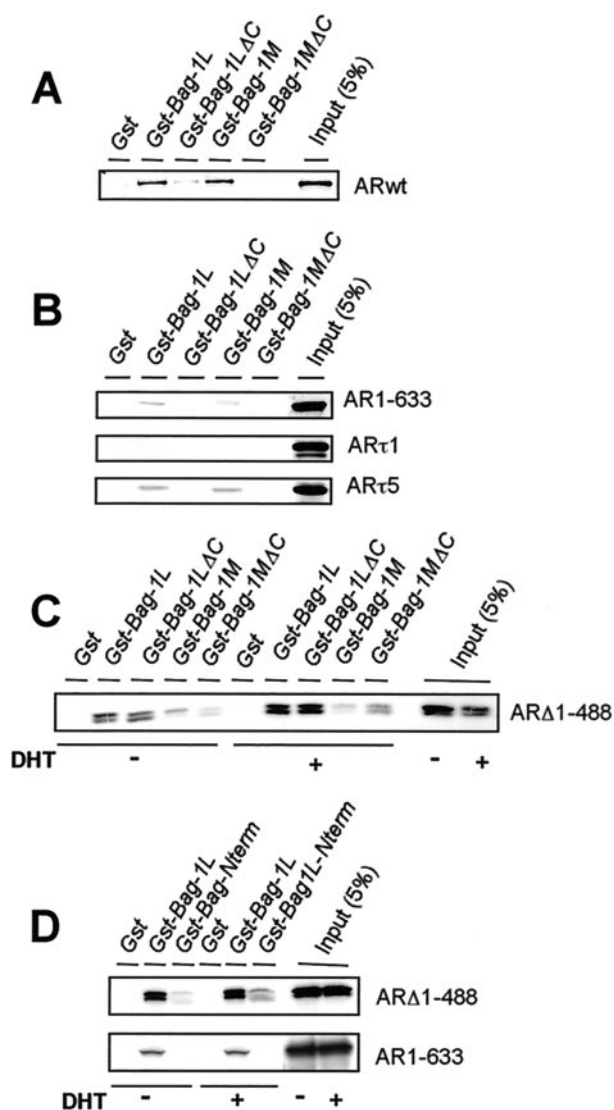 A
Gst
Gst-Bag-1L
Gst-Bag-1LΔC
Gst-Bag-1M
Gst-Bag-1MΔC
Input (5%)
ARwt
B
Gst
Gst-Bag-1L
Gst-Bag-1LΔC
Gst-Bag-1M
Gst-Bag-1MΔC
Input (5%)
AR1-633
ARτ1
ARτ5
C
Gst
Gst-Bag-1L
Gst-Bag-1LΔC
Gst-Bag-1M
Gst-Bag-1MΔC
Gst
Gst-Bag-1L
Gst-Bag-1LΔC
Gst-Bag-1M
Gst-Bag-1MΔC
Input (5%)
ARΔ1-488
DHT - + - +
D
Gst
Gst-Bag-1L
Gst-Bag-Nterm
Gst
Gst-Bag-1L
Gst-Bag1L-Nterm
Input (5%)
ARΔ1-488
AR1-633
DHT - + - +